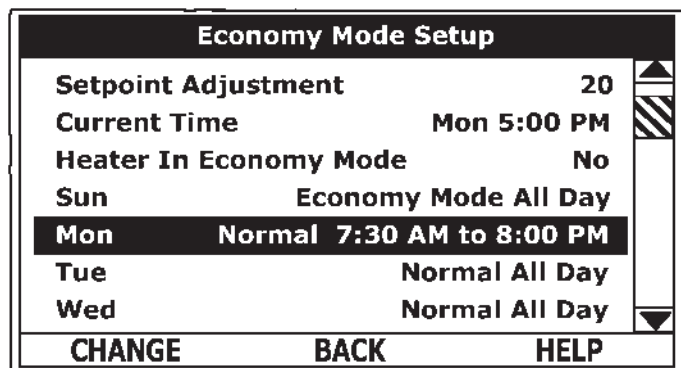 Economy Mode Setup
Setpoint Adjustment 20
Current Time Mon 5:00 PM
Heater In Economy Mode No
Sun Economy Mode All Day
Mon Normal 7:30 AM to 8:00 PM
Tue Normal All Day
Wed Normal All Day
CHANGE BACK HELP